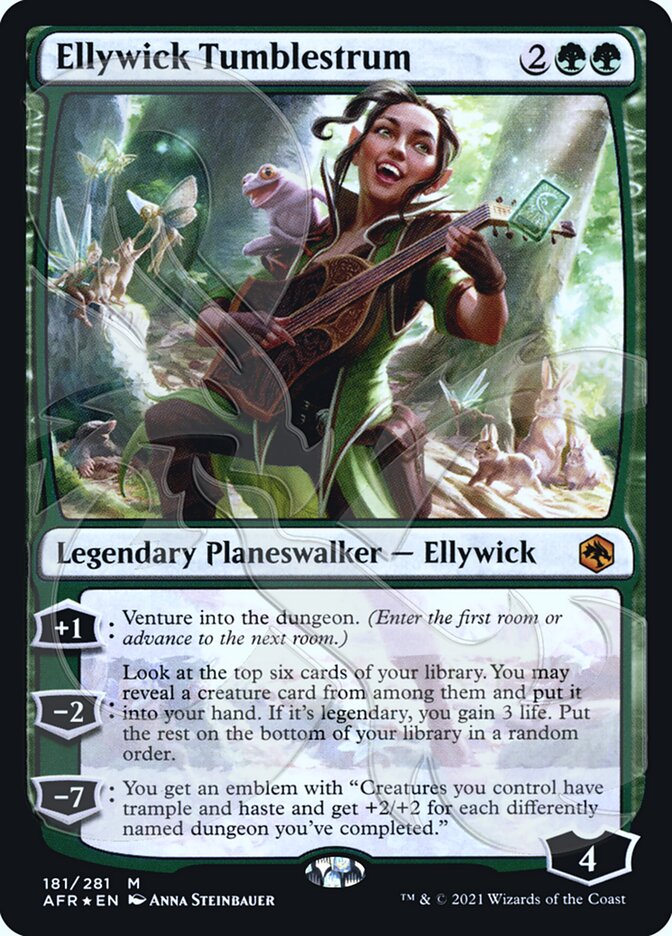 Ellywick Tumblestrum 2
Legendary Planeswalker — Ellywick
+1: Venture into the dungeon. (Enter the first room or
advance to the next room.)
Look at the top six cards of your library. You may
reveal a creature card from among them and put it
−2: into your hand. If it's legendary, you gain 3 life. Put
the rest on the bottom of your library in a random
order.
−7: You get an emblem with “Creatures you control have
trample and haste and get +2/+2 for each differently
named dungeon you've completed.”
4
181/281 M
AFR★EN Anna Steinbauer
™ & © 2021 Wizards of the Coast